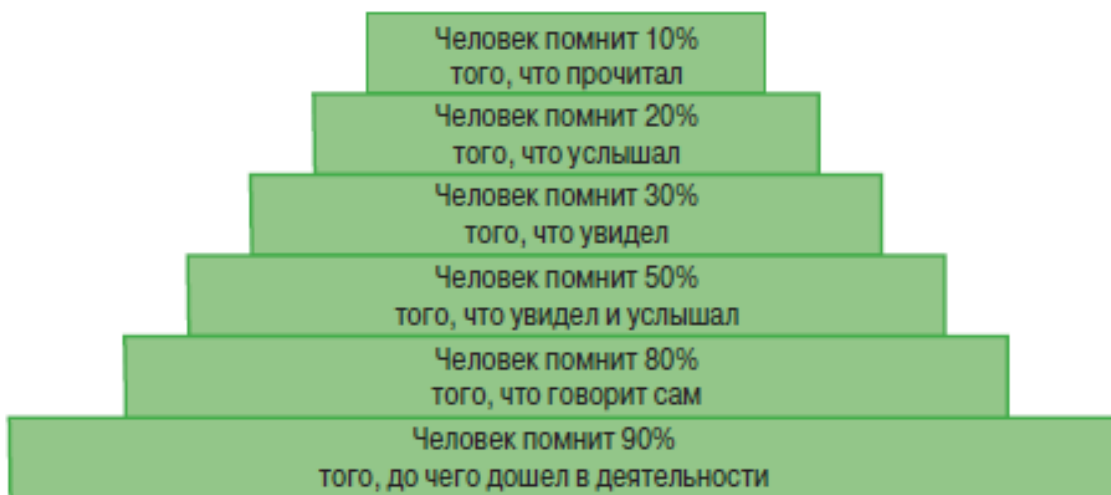 Человек помнит 10%
того, что прочитал
Человек помнит 20%
того, что услышал
Человек помнит 30%
того, что увидел
Человек помнит 50%
того, что увидел и услышал
Человек помнит 80%
того, что говорит сам
Человек помнит 90%
того, до чего дошел в деятельности